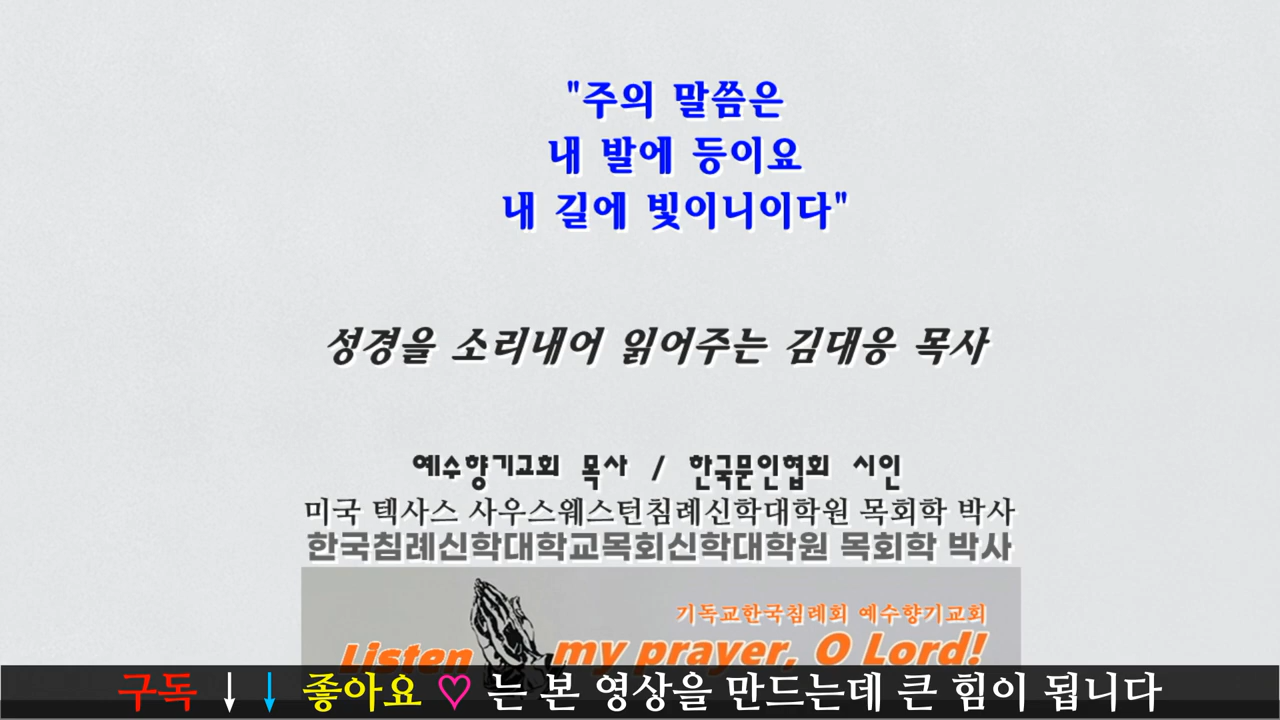 "주의 말씀은
내 발에 등이요
내 길에 빛이니이다"
성경을 소리내어 읽어주는 김대응 목사
예수향기교회 목사 / 한국문인협회 시인
미국 텍사스 사우스웨스턴침례신학대학원 목회학 박사
한국침례신학대학교목회신학대학원 목회학 박사
기독교한국침례회 예수향기교회
Listen my prayer, O Lord!
구독 ↓↓ 좋아요 ♡ 는 본 영상을 만드는데 큰 힘이 됩니다